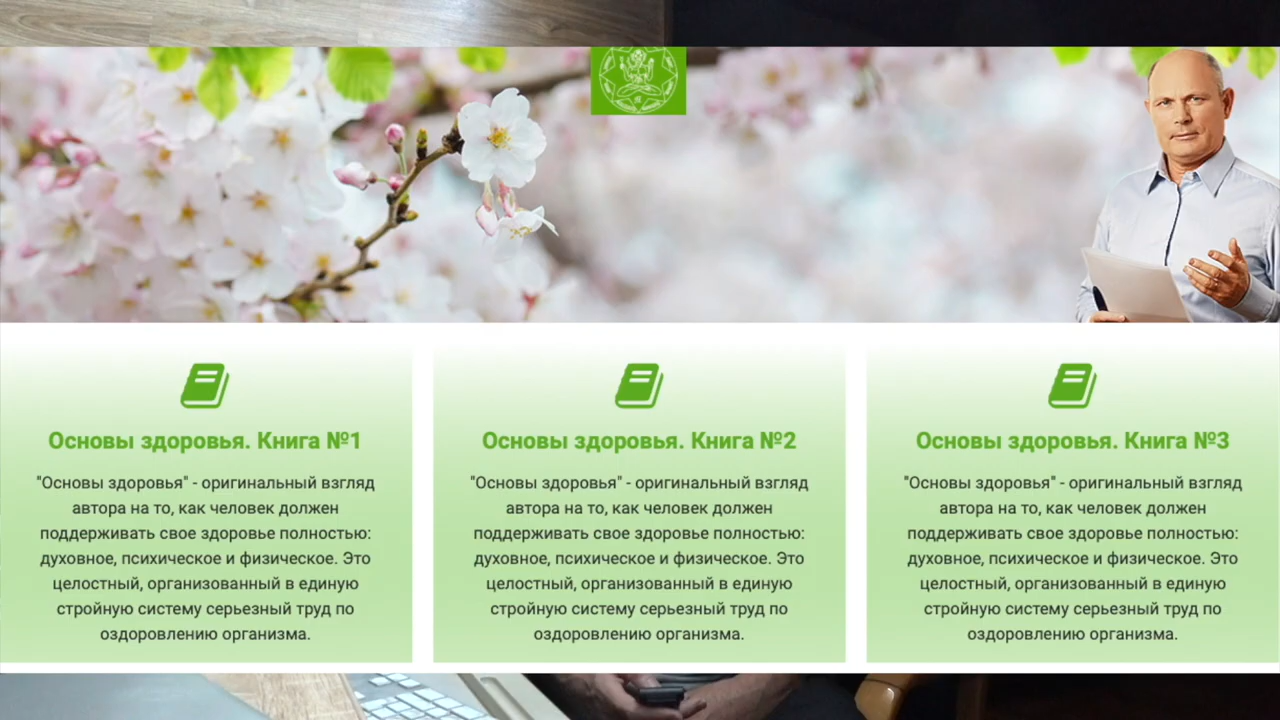 Основы здоровья. Книга №1
"Основы здоровья" - оригинальный взгляд
автора на то, как человек должен
поддерживать свое здоровье полностью:
духовное, психическое и физическое. Это
целостный, организованный в единую
стройную систему серьезный труд по
оздоровлению организма.
Основы здоровья. Книга №2
"Основы здоровья" - оригинальный взгляд
автора на то, как человек должен
поддерживать свое здоровье полностью:
духовное, психическое и физическое. Это
целостный, организованный в единую
стройную систему серьезный труд по
оздоровлению организма.
Основы здоровья. Книга №3
"Основы здоровья" - оригинальный взгляд
автора на то, как человек должен
поддерживать свое здоровье полностью:
духовное, психическое и физическое. Это
целостный, организованный в единую
стройную систему серьезный труд по
оздоровлению организма.